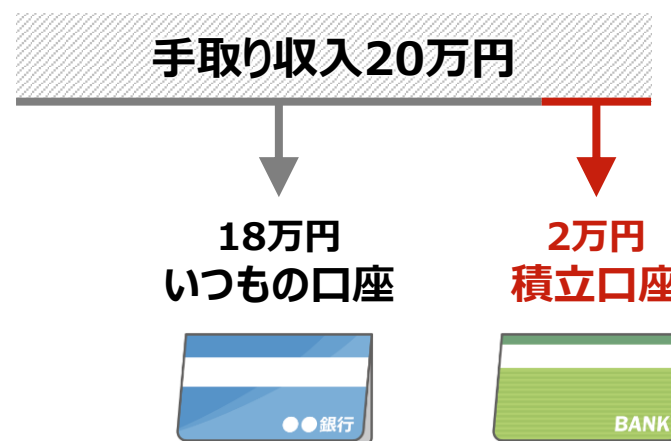 手取り収入20万円
18万円
いつもの口座
2万円
積立口座
●●銀行
BANK